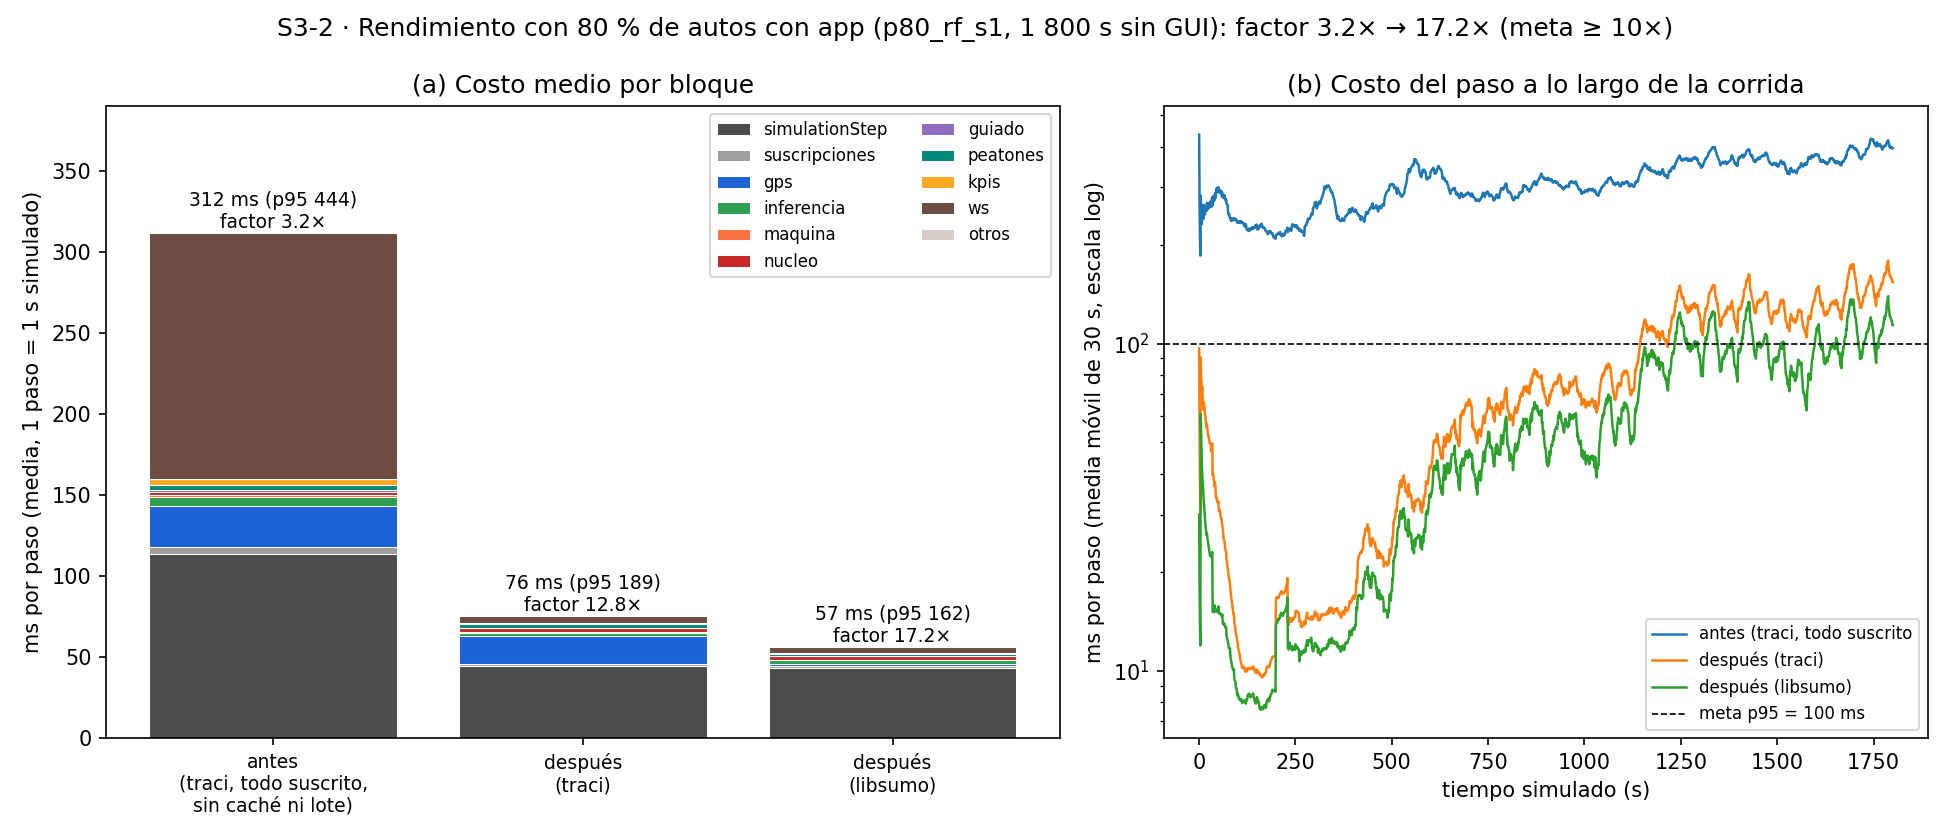 S3-2 · Rendimiento con 80 % de autos con app (p80_rf_s1, 1 800 s sin GUI): factor 3.2× → 17.2× (meta ≥ 10×)
(a) Costo medio por bloque
ms por paso (media, 1 paso = 1 s simulado)
350
300
250
200
150
100
50
0
312 ms (p95 444)
factor 3.2×
76 ms (p95 189)
factor 12.8×
57 ms (p95 162)
factor 17.2×
simulationStep
suscripciones
gps
inferencia
maquina
nucleo
guiado
peatones
kpis
ws
otros
antes
(traci, todo suscrito,
sin caché ni lote)
después
(traci)
después
(libsumo)
(b) Costo del paso a lo largo de la corrida
ms por paso (media móvil de 30 s, escala log)
10²
10¹
antes (traci, todo suscrito
después (traci)
después (libsumo)
meta p95 = 100 ms
0
250
500
750
1000
1250
1500
1750
tiempo simulado (s)